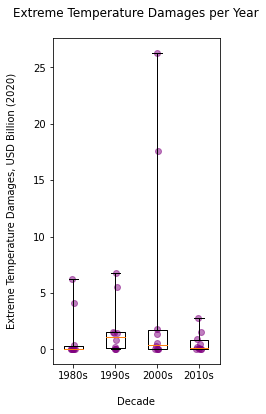 Extreme Temperature Damages per Year
Extreme Temperature Damages, USD Billion (2020)
25
20
15
10
5
0
1980s 1990s 2000s 2010s
Decade